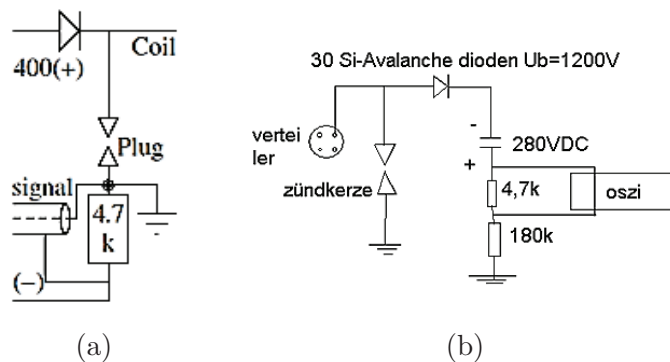 Coil
400(+)
Plug
signal
4.7
k
(−)
(a)
30 Si-Avalanche dioden Ub=1200V
vertei
ler
-
280VDC
+
zündkerze
4,7k
oszi
180k
(b)